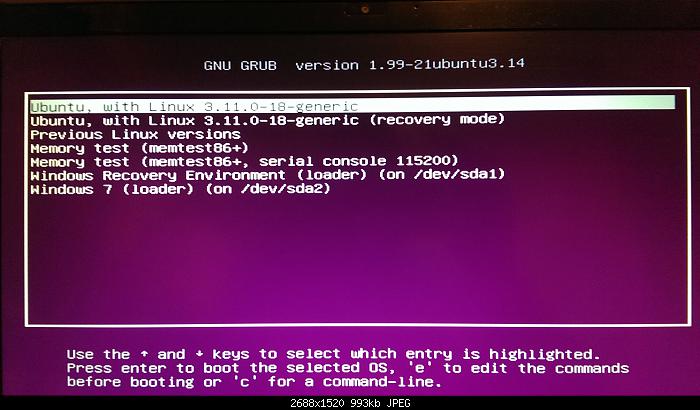 GNU GRUB version 1.99-21ubuntu3.14
Ubuntu, with Linux 3.11.0-18-generic
Ubuntu, with Linux 3.11.0-18-generic (recovery mode)
Previous Linux versions
Memory test (memtest86+)
Memory test (memtest86+, serial console 115200)
Windows Recovery Environment (loader) (on /dev/sda1)
Windows 7 (loader) (on /dev/sda2)
Use the ↑ and ↓ keys to select which entry is highlighted.
Press enter to boot the selected OS, 'e' to edit the commands
before booting or 'c' for a command-line.
2688x1520 993kb JPEG